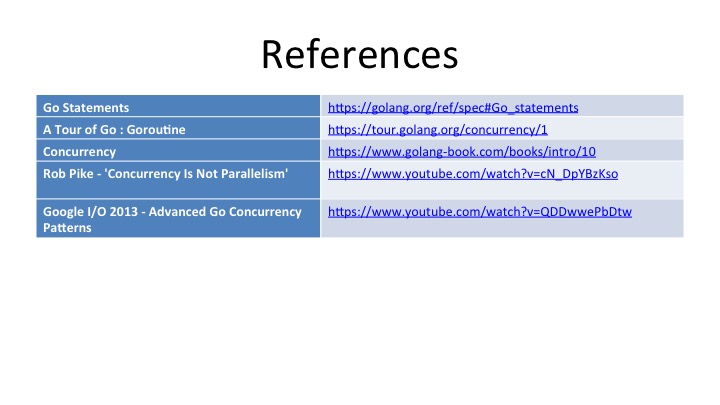 References
Go Statements https://golang.org/ref/spec#Go_statements
A Tour of Go : Goroutine https://tour.golang.org/concurrency/1
Concurrency https://www.golang-book.com/books/intro/10
Rob Pike - 'Concurrency Is Not Parallelism' https://www.youtube.com/watch?v=cN_DpYBzKso
Google I/O 2013 - Advanced Go Concurrency https://www.youtube.com/watch?v=QDDwwePbDtw
Patterns